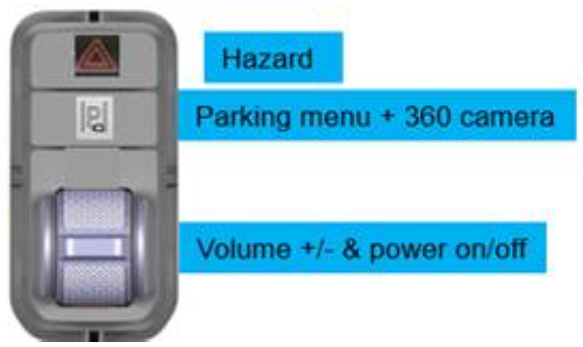 Hazard
Parking menu + 360 camera
Volume +/- & power on/off